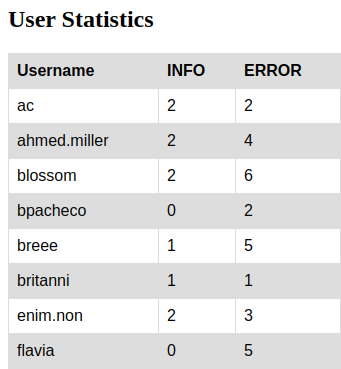 User Statistics
Username INFO ERROR
ac 2 2
ahmed.miller 2 4
blossom 2 6
bpacheco 0 2
breee 1 5
britanni 1 1
enim.non 2 3
flavia 0 5